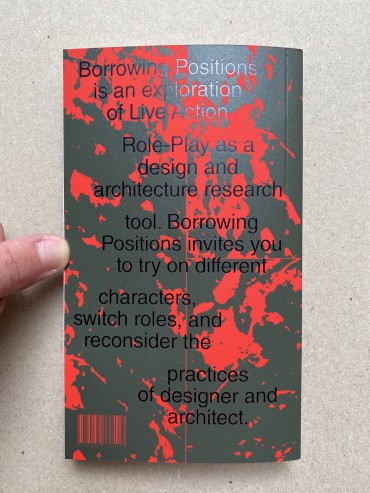 Borrowing Positions
is an exploration
of Live Action
Role-Play as a
design and
architecture research
tool. Borrowing
Positions invites you
to try on different
characters,
switch roles, and
reconsider the
practices
of designer and
architect.